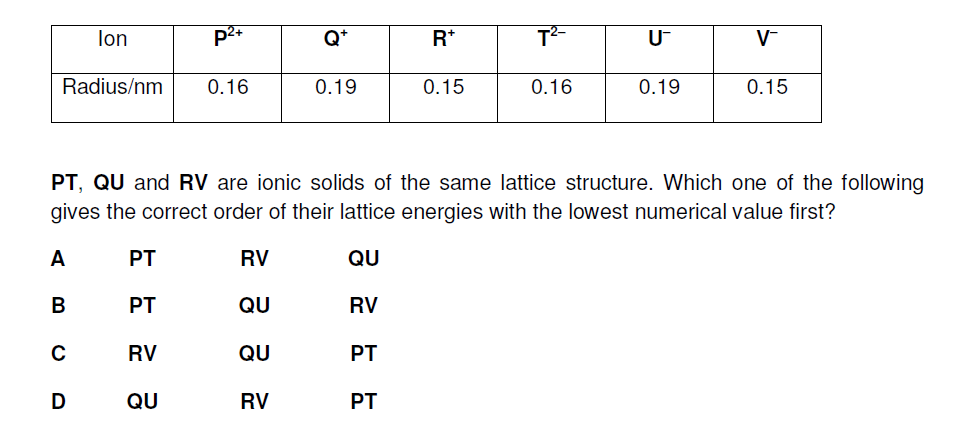 Ion P²⁺ Q⁺ R⁺ T²⁻ U⁻ V⁻
Radius/nm 0.16 0.19 0.15 0.16 0.19 0.15
PT, QU and RV are ionic solids of the same lattice structure. Which one of the following
gives the correct order of their lattice energies with the lowest numerical value first?
A PT RV QU
B PT QU RV
C RV QU PT
D QU RV PT